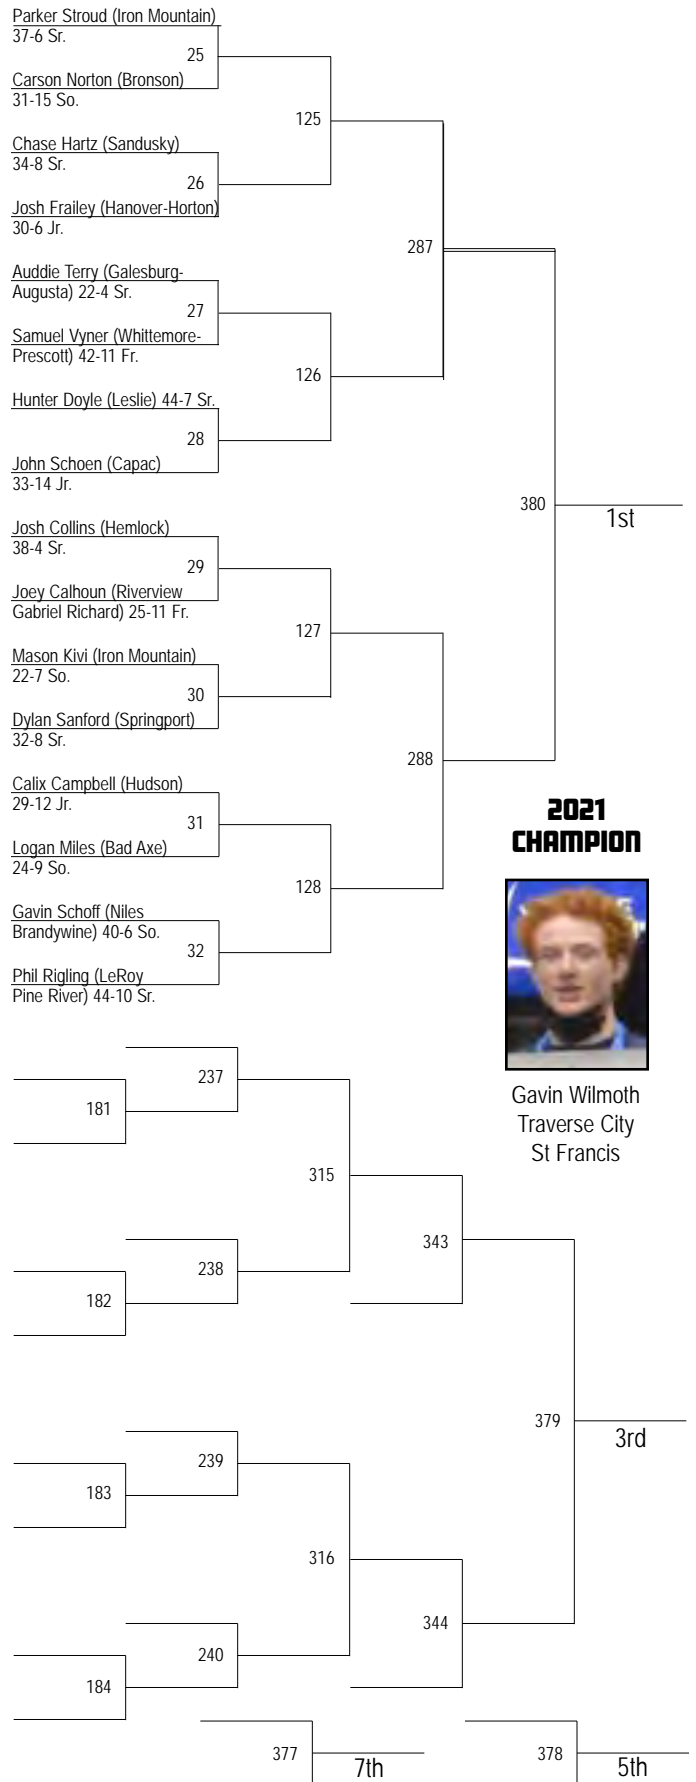 Parker Stroud (Iron Mountain)
37-6 Sr.
25
Carson Norton (Bronson)
31-15 So.
125
Chase Hartz (Sandusky)
34-8 Sr.
26
Josh Frailey (Hanover-Horton)
30-6 Jr.
287
Auddie Terry (Galesburg-
Augusta) 22-4 Sr.
27
Samuel Vyner (Whittemore-
Prescott) 42-11 Fr.
126
Hunter Doyle (Leslie) 44-7 Sr.
28
John Schoen (Capac)
33-14 Jr.
380
1st
Josh Collins (Hemlock)
38-4 Sr.
29
Joey Calhoun (Riverview
Gabriel Richard) 25-11 Fr.
127
Mason Kivi (Iron Mountain)
22-7 So.
30
Dylan Sanford (Springport)
32-8 Sr.
288
Calix Campbell (Hudson)
29-12 Jr.
31
Logan Miles (Bad Axe)
24-9 So.
128
Gavin Schoff (Niles
Brandywine) 40-6 So.
32
Phil Rigling (LeRoy
Pine River) 44-10 Sr.
2021
CHAMPION
Gavin Wilmoth
Traverse City
St Francis
237
181
315
343
238
182
379
3rd
239
183
316
344
240
184
377
7th
378
5th